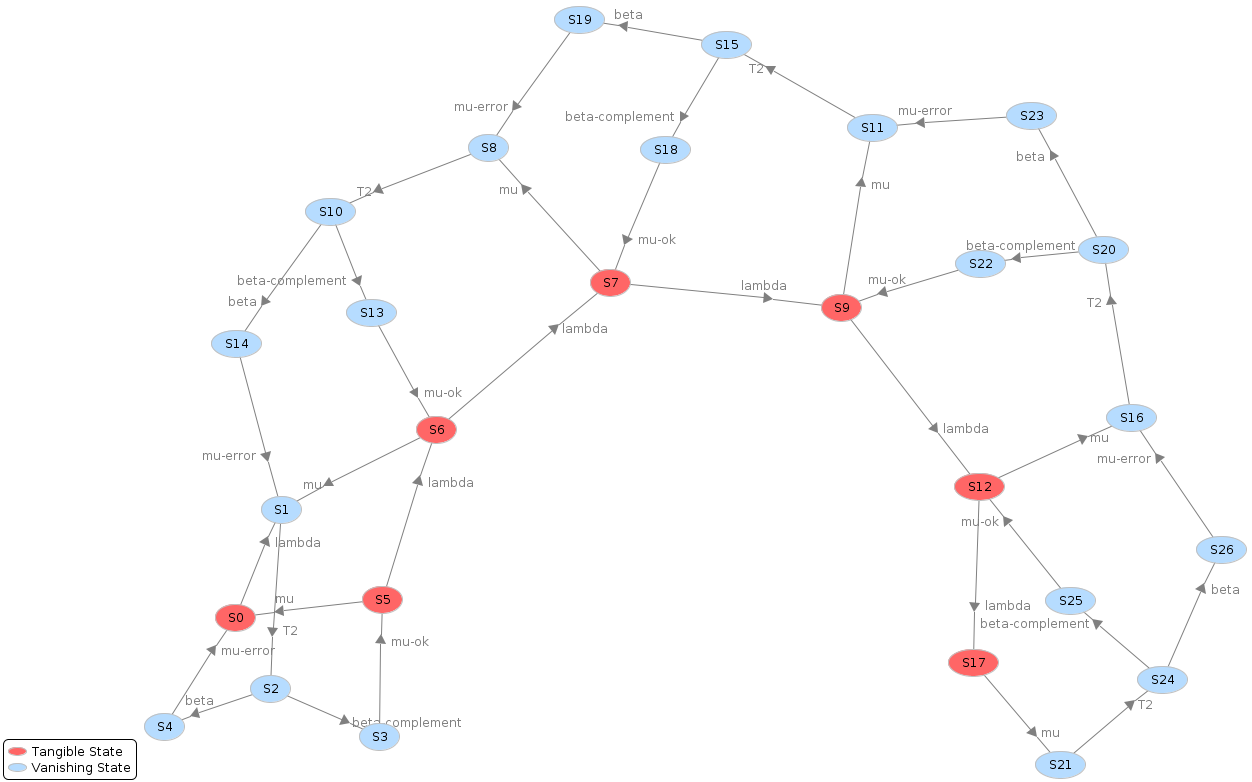 S19
beta
S15
T2
mu-error
beta-complement
S11
mu-error
S23
S8
S18
beta
T2
mu
mu
S10
mu-ok
beta-complement
S20
S22
beta-complement
S7
lambda
mu-ok
beta
S13
S9
T2
lambda
S14
mu-ok
S16
S6
lambda
mu
mu-error
mu-error
mu
lambda
S12
S1
mu-ok
lambda
S26
mu
S5
S25
lambda
beta
S0
beta-complement
T2
mu-ok
mu-error
S17
S24
S2
beta
T2
beta-complement
S4
S3
mu
S21
Tangible State
Vanishing State